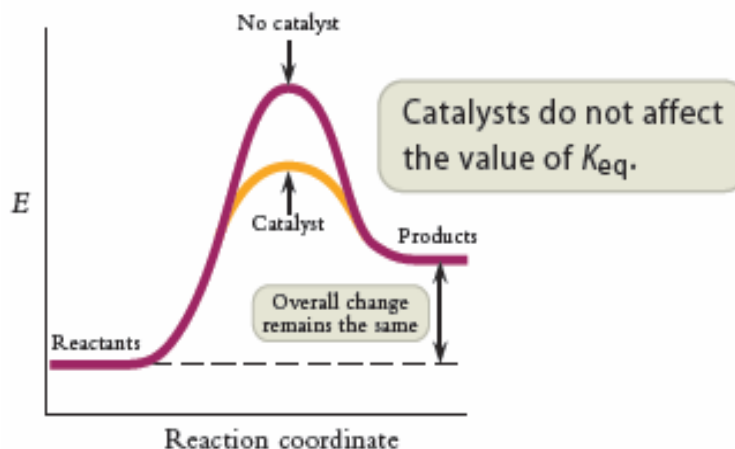 No catalyst
Catalysts do not affect
the value of Keq.
E
Catalyst
Products
Overall change
remains the same
Reactants
Reaction coordinate